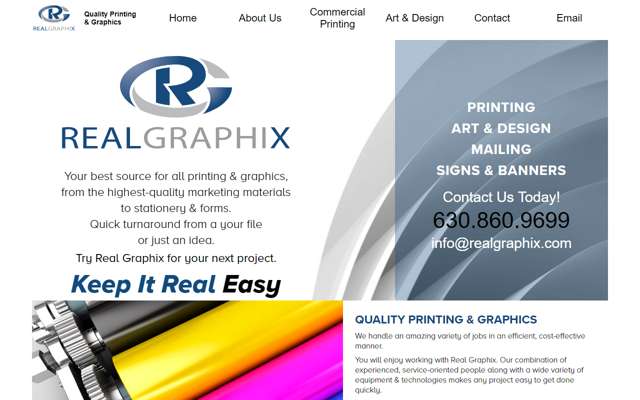 REALGRAPHIX
Quality Printing
& Graphics
Home
About Us
Commercial
Printing
Art & Design
Contact
Email
REALGRAPHIX
Your best source for all printing & graphics,
from the highest-quality marketing materials
to stationery & forms.
Quick turnaround from a your file
or just an idea.
Try Real Graphix for your next project.
Keep It Real Easy
PRINTING
ART & DESIGN
MAILING
SIGNS & BANNERS
Contact Us Today!
630.860.9699
info@realgraphix.com
QUALITY PRINTING & GRAPHICS
We handle an amazing variety of jobs in an efficient, cost-effective
manner.
You will enjoy working with Real Graphix. Our combination of
experienced, service-oriented people along with a wide variety of
equipment & technologies makes any project easy to get done
quickly.